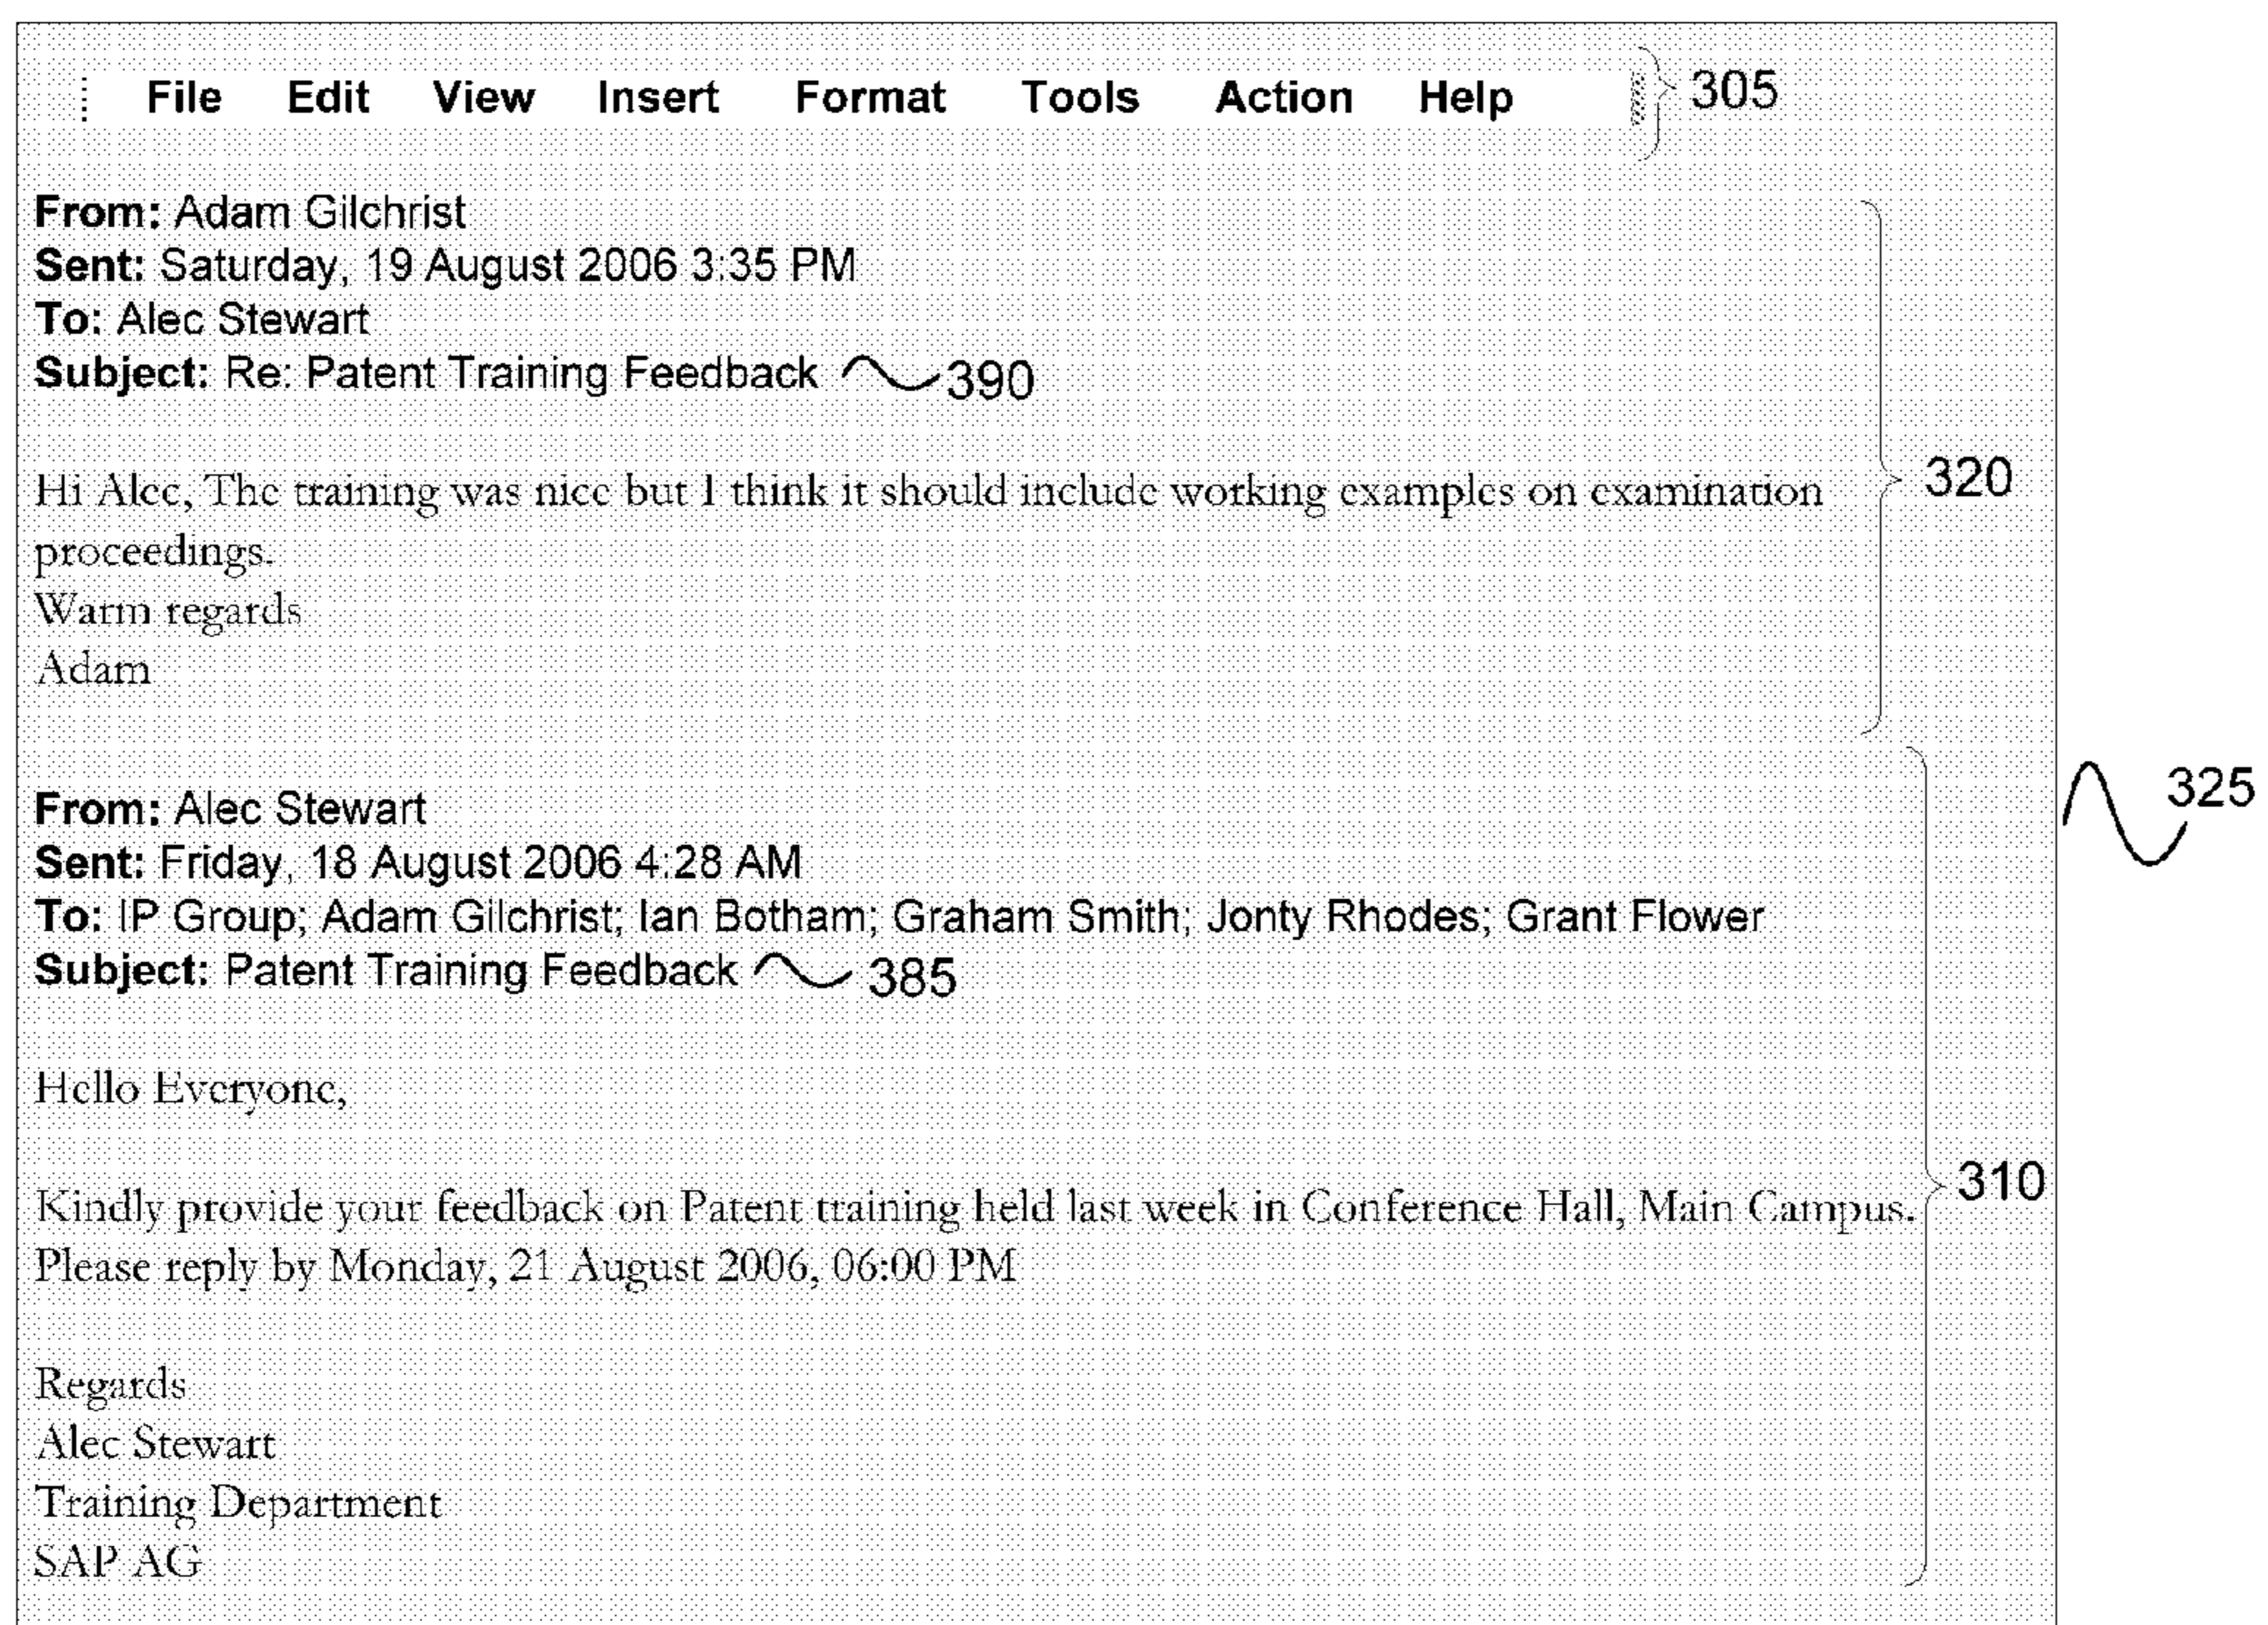 File Edit View Insert Format Tools Action Help 305
From: Adam Gilchrist
Sent: Saturday, 19 August 2006 3:35 PM
To: Alec Stewart
Subject: Re: Patent Training Feedback 390
Hi Alec, The training was nice but I think it should include working examples on examination
320
proceedings.
Warm regards
Adam
325
From: Alec Stewart
Sent: Friday, 18 August 2006 4:28 AM
To: IP Group; Adam Gilchrist; Ian Botham; Graham Smith; Jonty Rhodes; Grant Flower
Subject: Patent Training Feedback 385
Hello Everyone,
Kindly provide your feedback on Patent training held last week in Conference Hall, Main Campus.
310
Please reply by Monday, 21 August 2006, 06:00 PM
Regards
Alec Stewart
Training Department
SAP AG